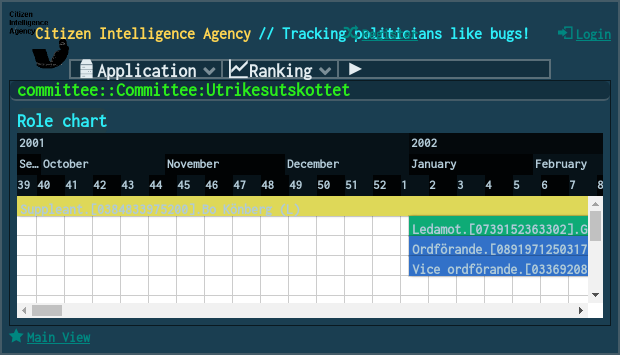 Citizen
Intelligence
Agency
Citizen Intelligence Agency // Tracking politicians like bugs!
Register
Login
Application
Ranking
committee::Committee:Utrikesutskottet
Role chart
2001 2002
Se… October November December January February
39 40 41 42 43 44 45 46 47 48 49 50 51 52 1 2 3 4 5 6 7 8
Suppleant. Bo Könberg (L)
Ledamot.[0739152363302].G
Ordförande.[0891971250317
Vice ordförande.[03369208
Main View